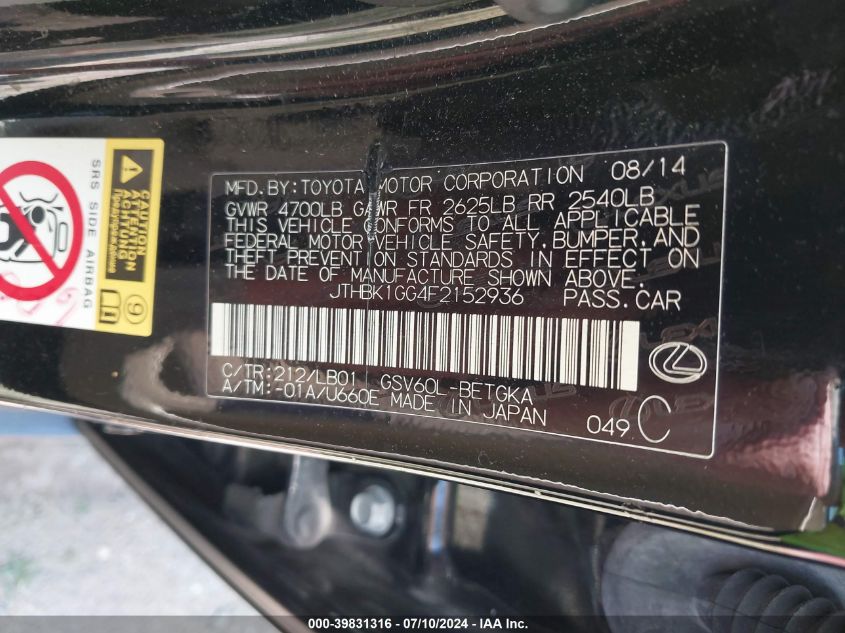 SRS SIDE AIRBAG
CAUTION
ATTENTION
ACHTUNG
MFD.BY:TOYOTA MOTOR CORPORATION 08/14
GVWR 4700LB GAWR FR 2625LB RR 2540LB
THIS VEHICLE CONFORMS TO ALL APPLICABLE
FEDERAL MOTOR VEHICLE SAFETY,BUMPER,AND
THEFT PREVENTION STANDARDS IN EFFECT ON
THE DATE OF MANUFACTURE SHOWN ABOVE.
JTHBK1GG4F2152936 PASS.CAR
C/TR:212/LB01 GSV60L-BETGKA
A/TM:-01A/U660E MADE IN JAPAN
049 C
000-39831316 - 07/10/2024 - © IAA Inc.